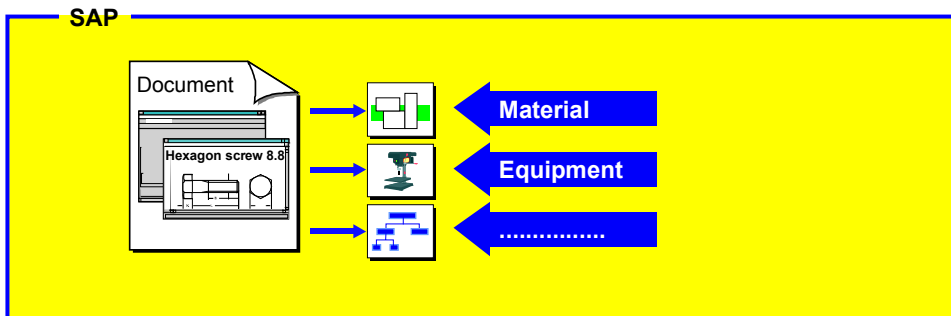 SAP
Document
Hexagon screw 8.8
Material
Equipment
................